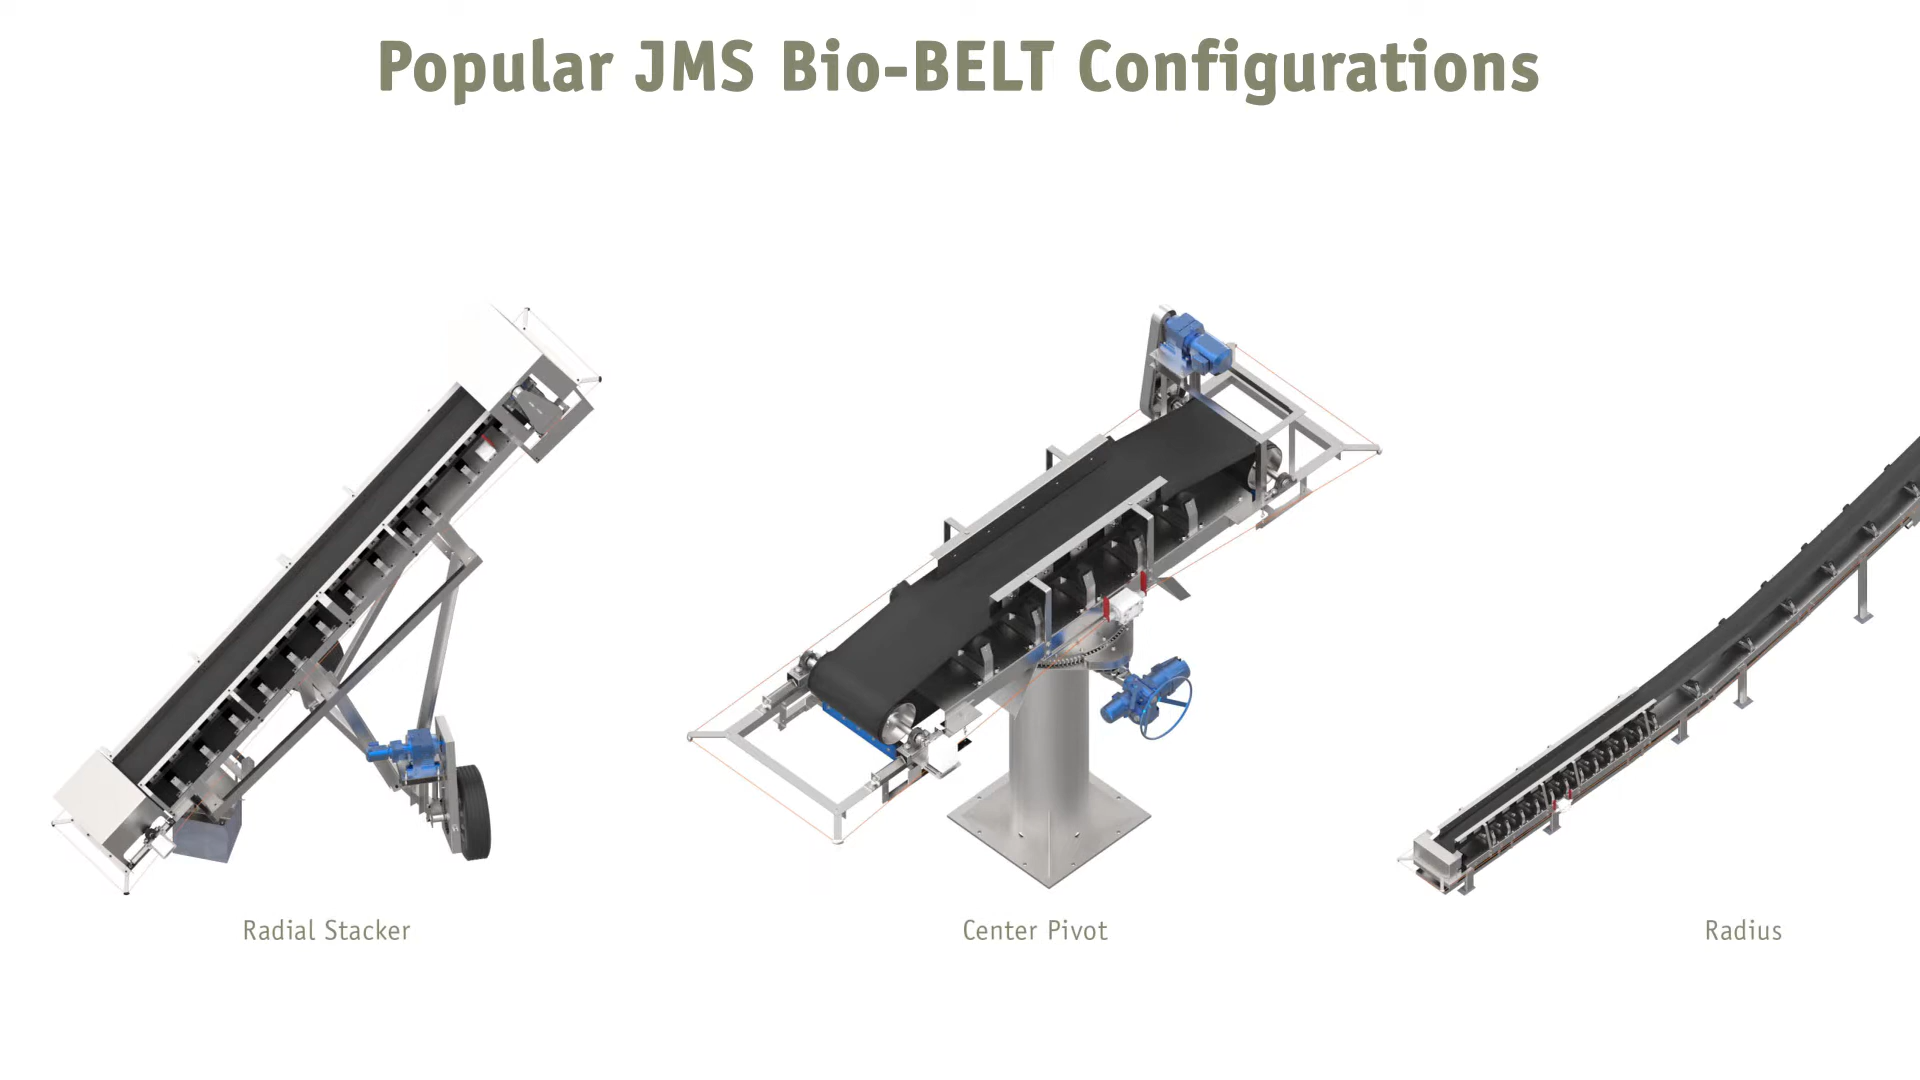 Popular JMS Bio-BELT Configurations
Radial Stacker
Center Pivot
Radius